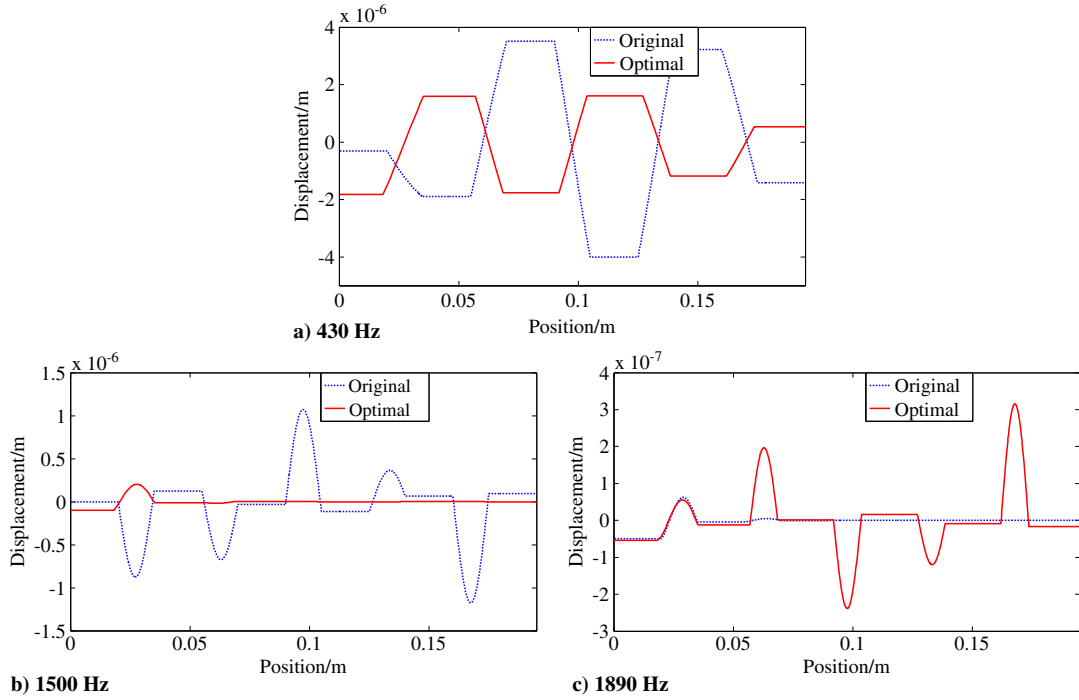 x 10^-6
Original
Optimal
4
2
0
-2
-4
Displacement/m
0
0.05
0.1
0.15
Position/m
a) 430 Hz
x 10^-6
Original
Optimal
1.5
1
0.5
0
-0.5
-1
-1.5
Displacement/m
0
0.05
0.1
0.15
Position/m
b) 1500 Hz
x 10^-7
Original
Optimal
4
3
2
1
0
-1
-2
-3
Displacement/m
0
0.05
0.1
0.15
Position/m
c) 1890 Hz